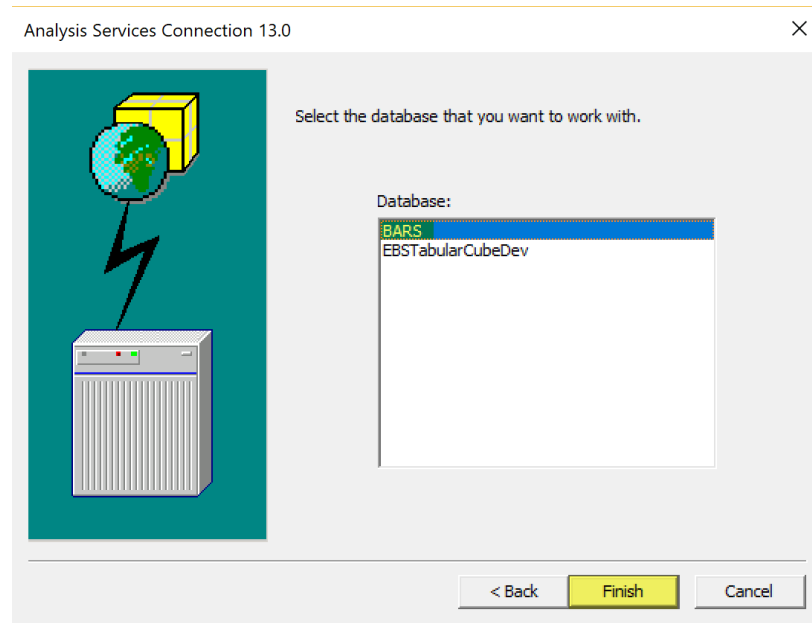 Analysis Services Connection 13.0
Select the database that you want to work with.
Database:
BARS
EBSTabularCubeDev
< Back Finish Cancel